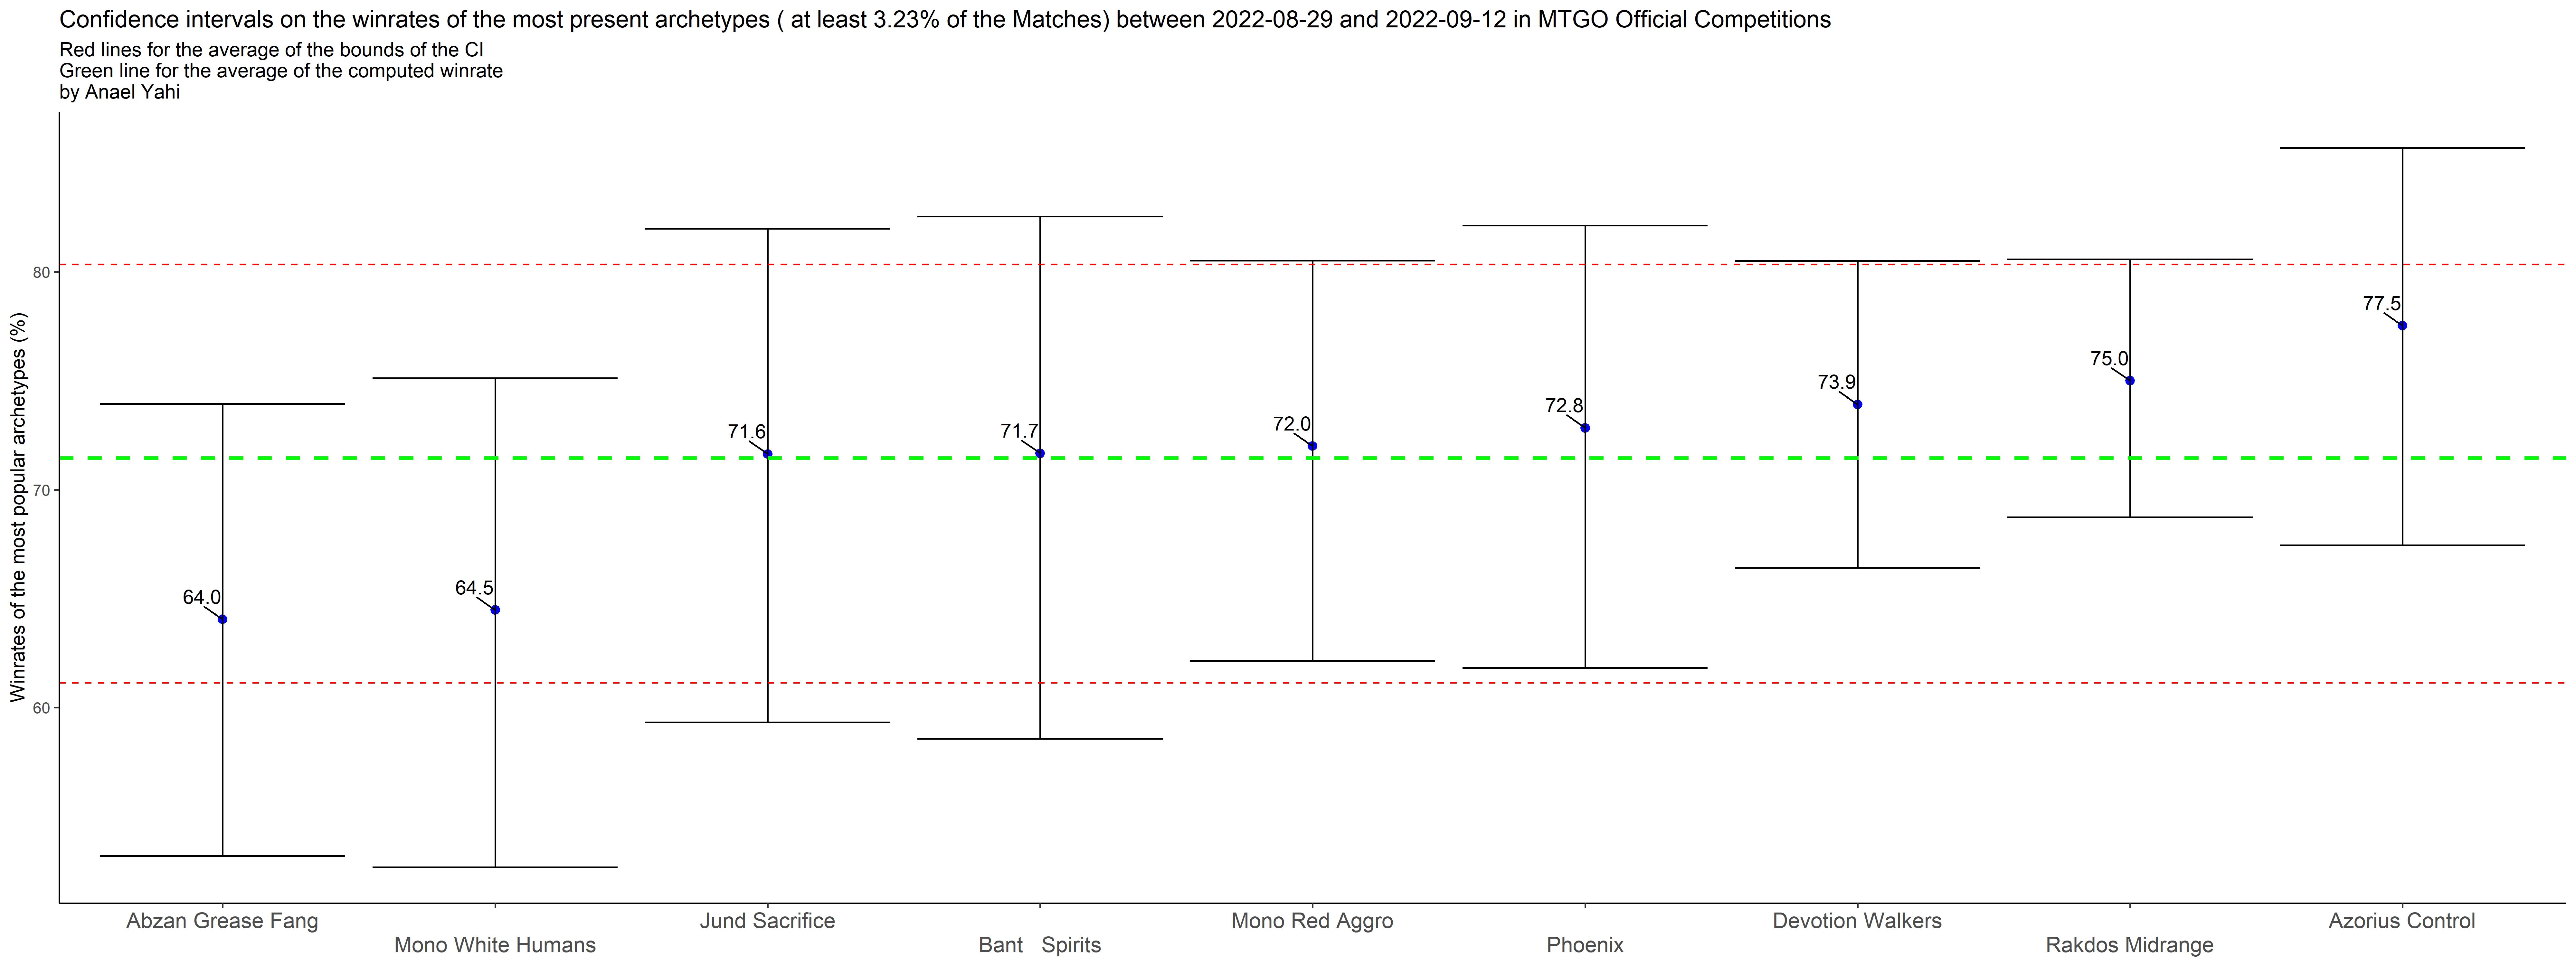 Confidence intervals on the winrates of the most present archetypes ( at least 3.23% of the Matches) between 2022-08-29 and 2022-09-12 in MTGO Official Competitions
Red lines for the average of the bounds of the CI
Green line for the average of the computed winrate
by Anael Yahi
Winrates of the most popular archetypes (%)
80
70
60
64.0
64.5
71.6
71.7
72.0
72.8
73.9
75.0
77.5
Abzan Grease Fang
Mono White Humans
Jund Sacrifice
Bant   Spirits
Mono Red Aggro
Phoenix
Devotion Walkers
Rakdos Midrange
Azorius Control